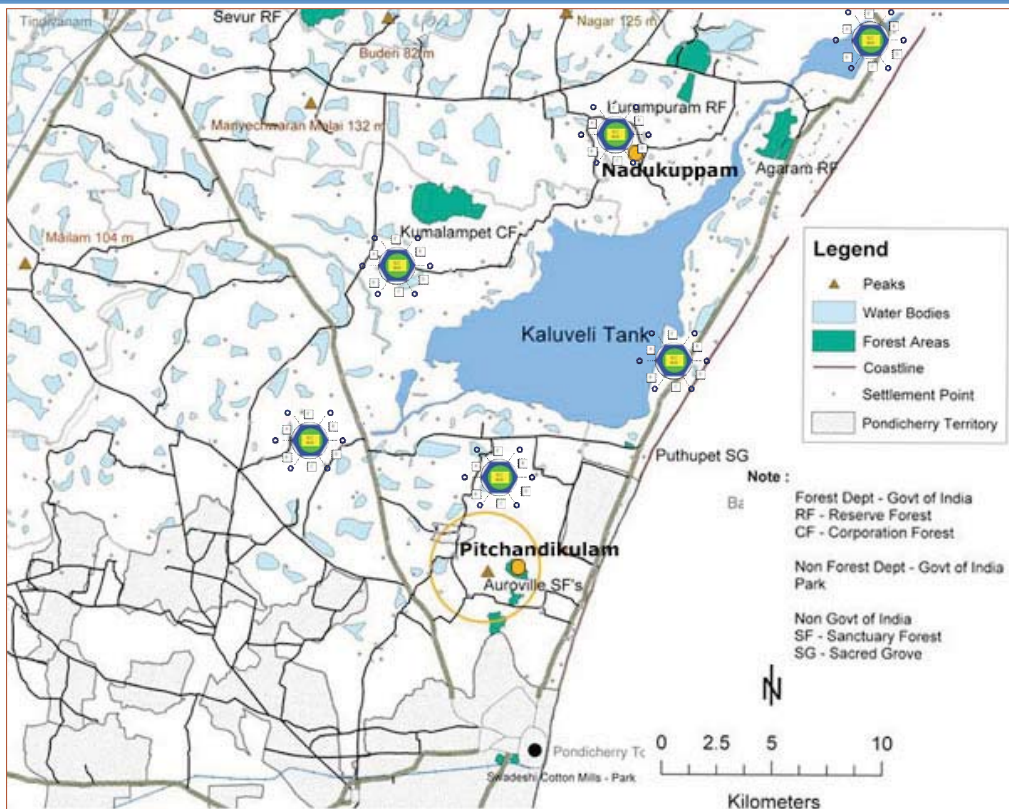 Tindivanam
Sevur RF
Nagar 125 m
Buderi 82 m
Manyechwaran Malai 132 m
Lurampuram RF
Nadukuppam
Agaram RF
Kumalampet CF
Mailam 104 m
Kaluveli Tank
Legend
Peaks
Water Bodies
Forest Areas
Coastline
Settlement Point
Pondicherry Territory
Puthupet SG
Note :
Forest Dept - Govt of India
RF - Reserve Forest
CF - Corporation Forest
Non Forest Dept - Govt of India
Park
Non Govt of India
SF - Sanctuary Forest
SG - Sacred Grove
Pitchandikulam
Auroville SF's
N
0 2.5 5 10
Kilometers
Pondicherry To
Swadeshi Cotton Mills - Park